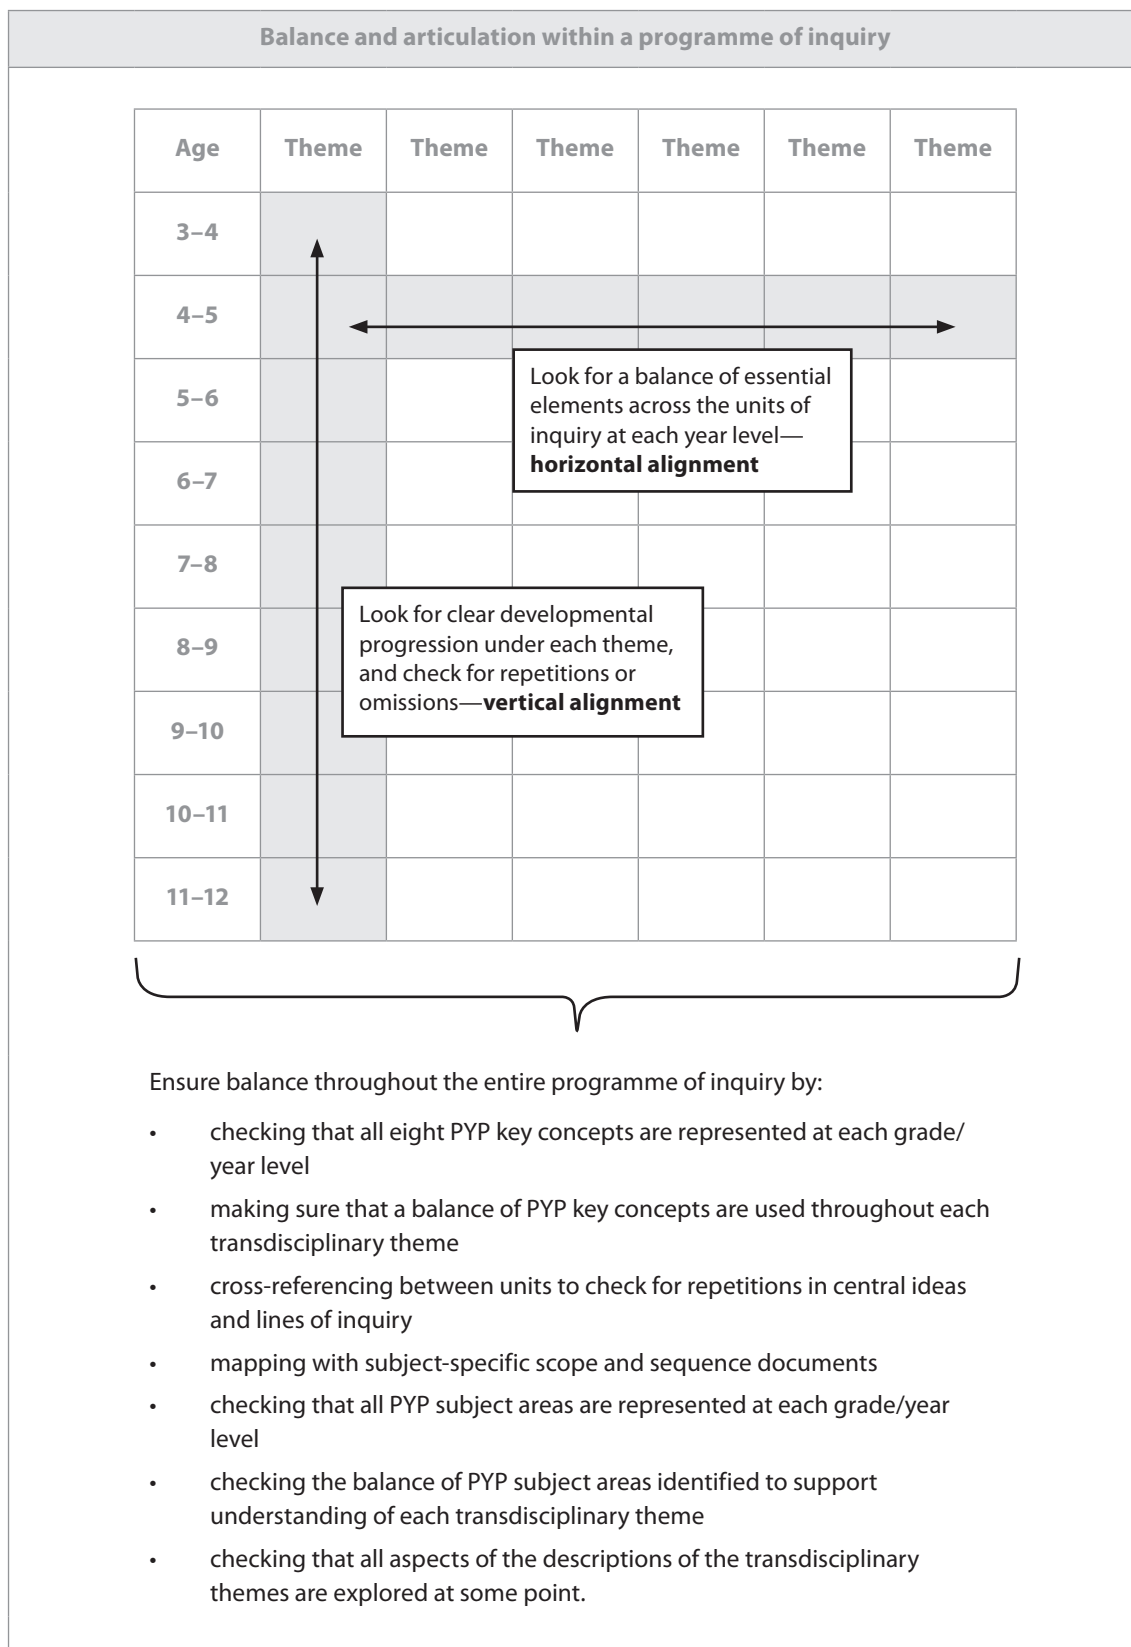 Balance and articulation within a programme of inquiry
Age Theme Theme Theme Theme Theme Theme
3–4
4–5
Look for a balance of essential
elements across the units of
inquiry at each year level—
horizontal alignment
5–6
6–7
7–8
Look for clear developmental
progression under each theme,
and check for repetitions or
omissions—vertical alignment
8–9
9–10
10–11
11–12
Ensure balance throughout the entire programme of inquiry by:
• checking that all eight PYP key concepts are represented at each grade/
year level
• making sure that a balance of PYP key concepts are used throughout each
transdisciplinary theme
• cross-referencing between units to check for repetitions in central ideas
and lines of inquiry
• mapping with subject-specific scope and sequence documents
• checking that all PYP subject areas are represented at each grade/year
level
• checking the balance of PYP subject areas identified to support
understanding of each transdisciplinary theme
• checking that all aspects of the descriptions of the transdisciplinary
themes are explored at some point.